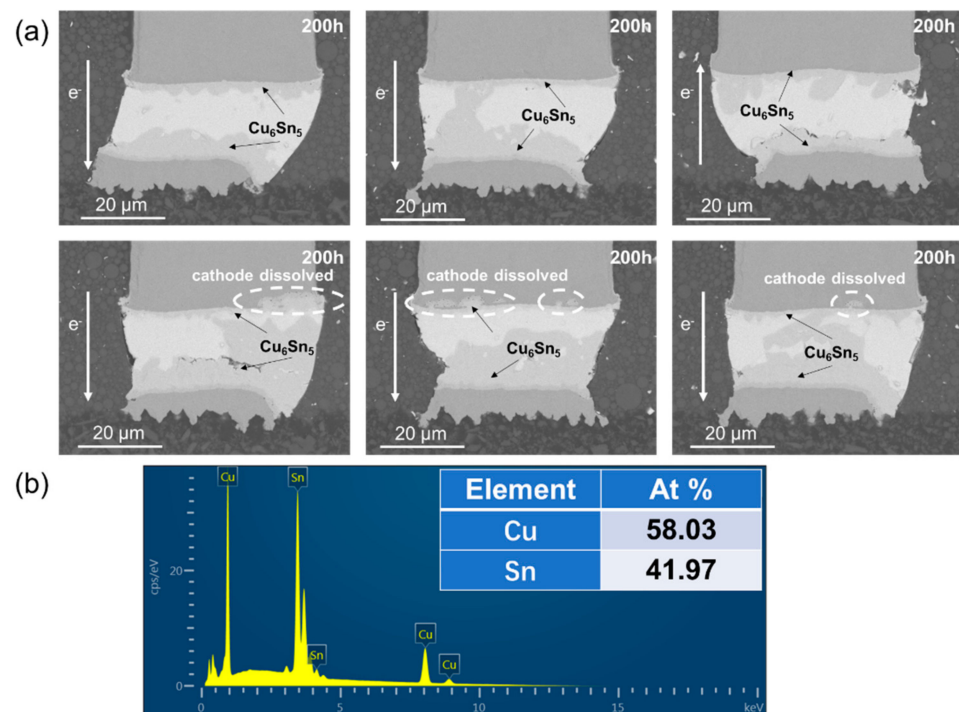 (a)
200h
e-
Cu6Sn5
20 μm
200h
e-
Cu6Sn5
20 μm
200h
e-
Cu6Sn5
20 μm
200h
cathode dissolved
e-
Cu6Sn5
20 μm
200h
cathode dissolved
e-
Cu6Sn5
20 μm
200h
cathode dissolved
e-
Cu6Sn5
20 μm
(b)
Cu
Sn
Sn
Cu
Cu
cps/eV
20
0
0
5
10
15
keV
Element At %
Cu 58.03
Sn 41.97